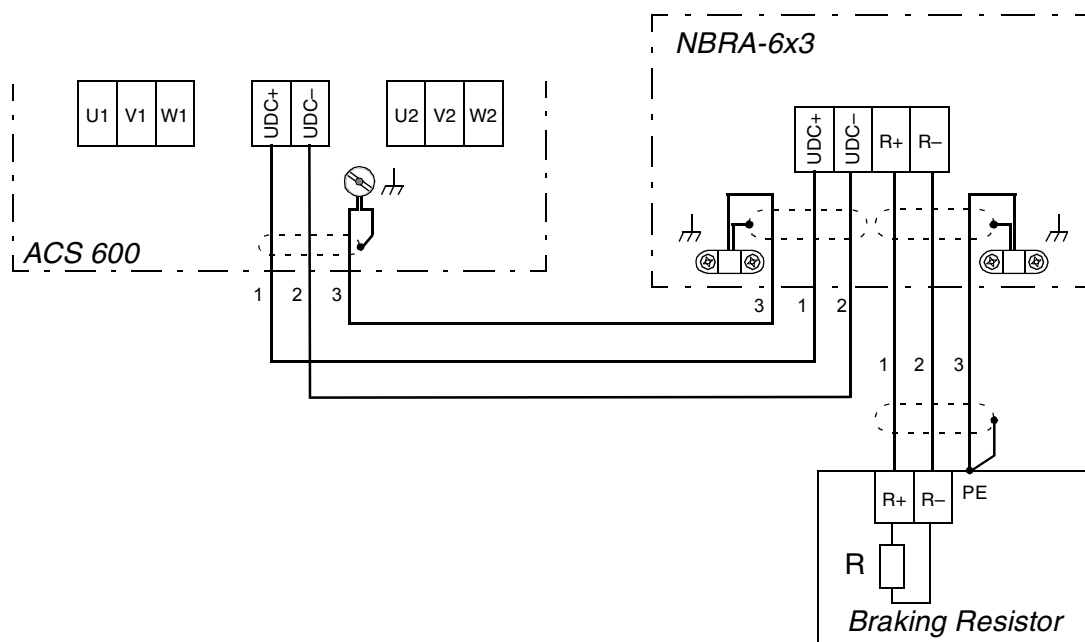 NBRA-6x3
U1 V1 W1
UDC+ UDC–
U2 V2 W2
UDC+ UDC– R+ R–
ACS 600
1 2 3
3 1 2
1 2 3
R+ R– PE
R
Braking Resistor